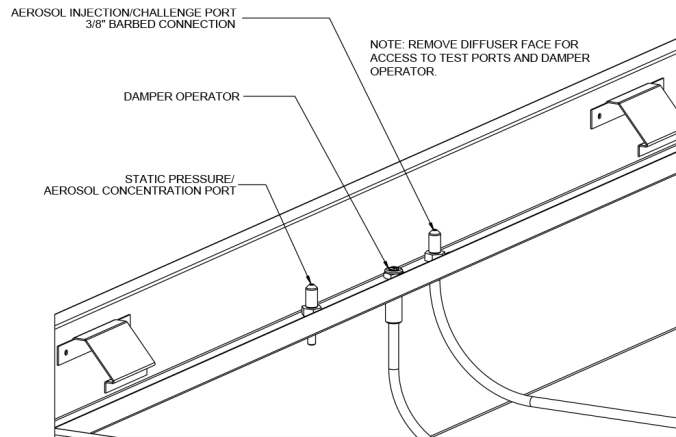 AEROSOL INJECTION/CHALLENGE PORT
3/8" BARBED CONNECTION
NOTE: REMOVE DIFFUSER FACE FOR
ACCESS TO TEST PORTS AND DAMPER
OPERATOR.
DAMPER OPERATOR
STATIC PRESSURE/
AEROSOL CONCENTRATION PORT